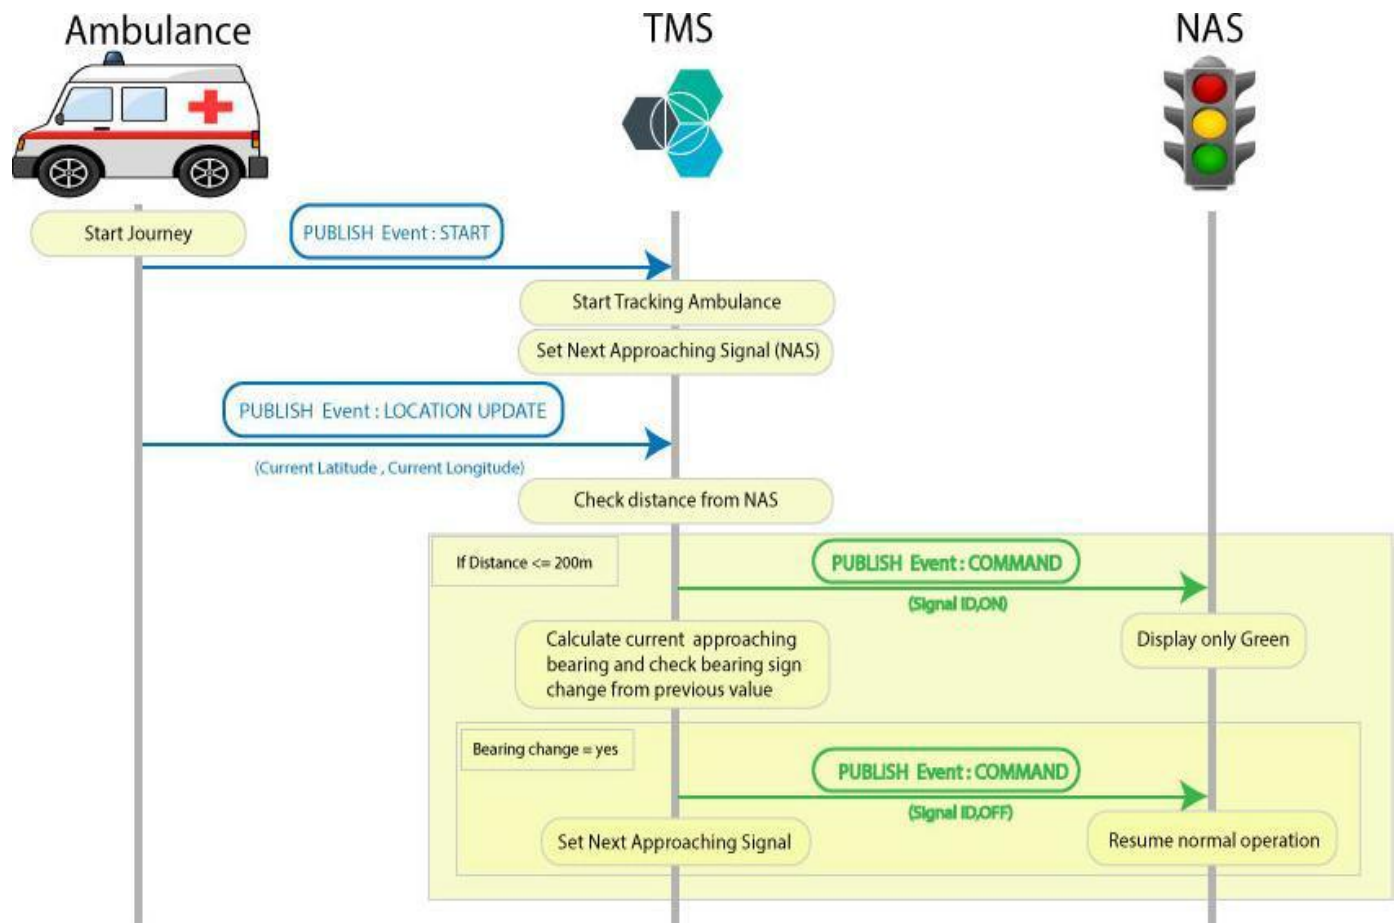 Ambulance
TMS
NAS
Start Journey
PUBLISH Event : START
Start Tracking Ambulance
Set Next Approaching Signal (NAS)
PUBLISH Event : LOCATION UPDATE
(Current Latitude , Current Longitude)
Check distance from NAS
If Distance <= 200m
PUBLISH Event : COMMAND
(Signal ID,ON)
Calculate current approaching
bearing and check bearing sign
change from previous value
Display only Green
Bearing change = yes
PUBLISH Event : COMMAND
(Signal ID,OFF)
Set Next Approaching Signal
Resume normal operation